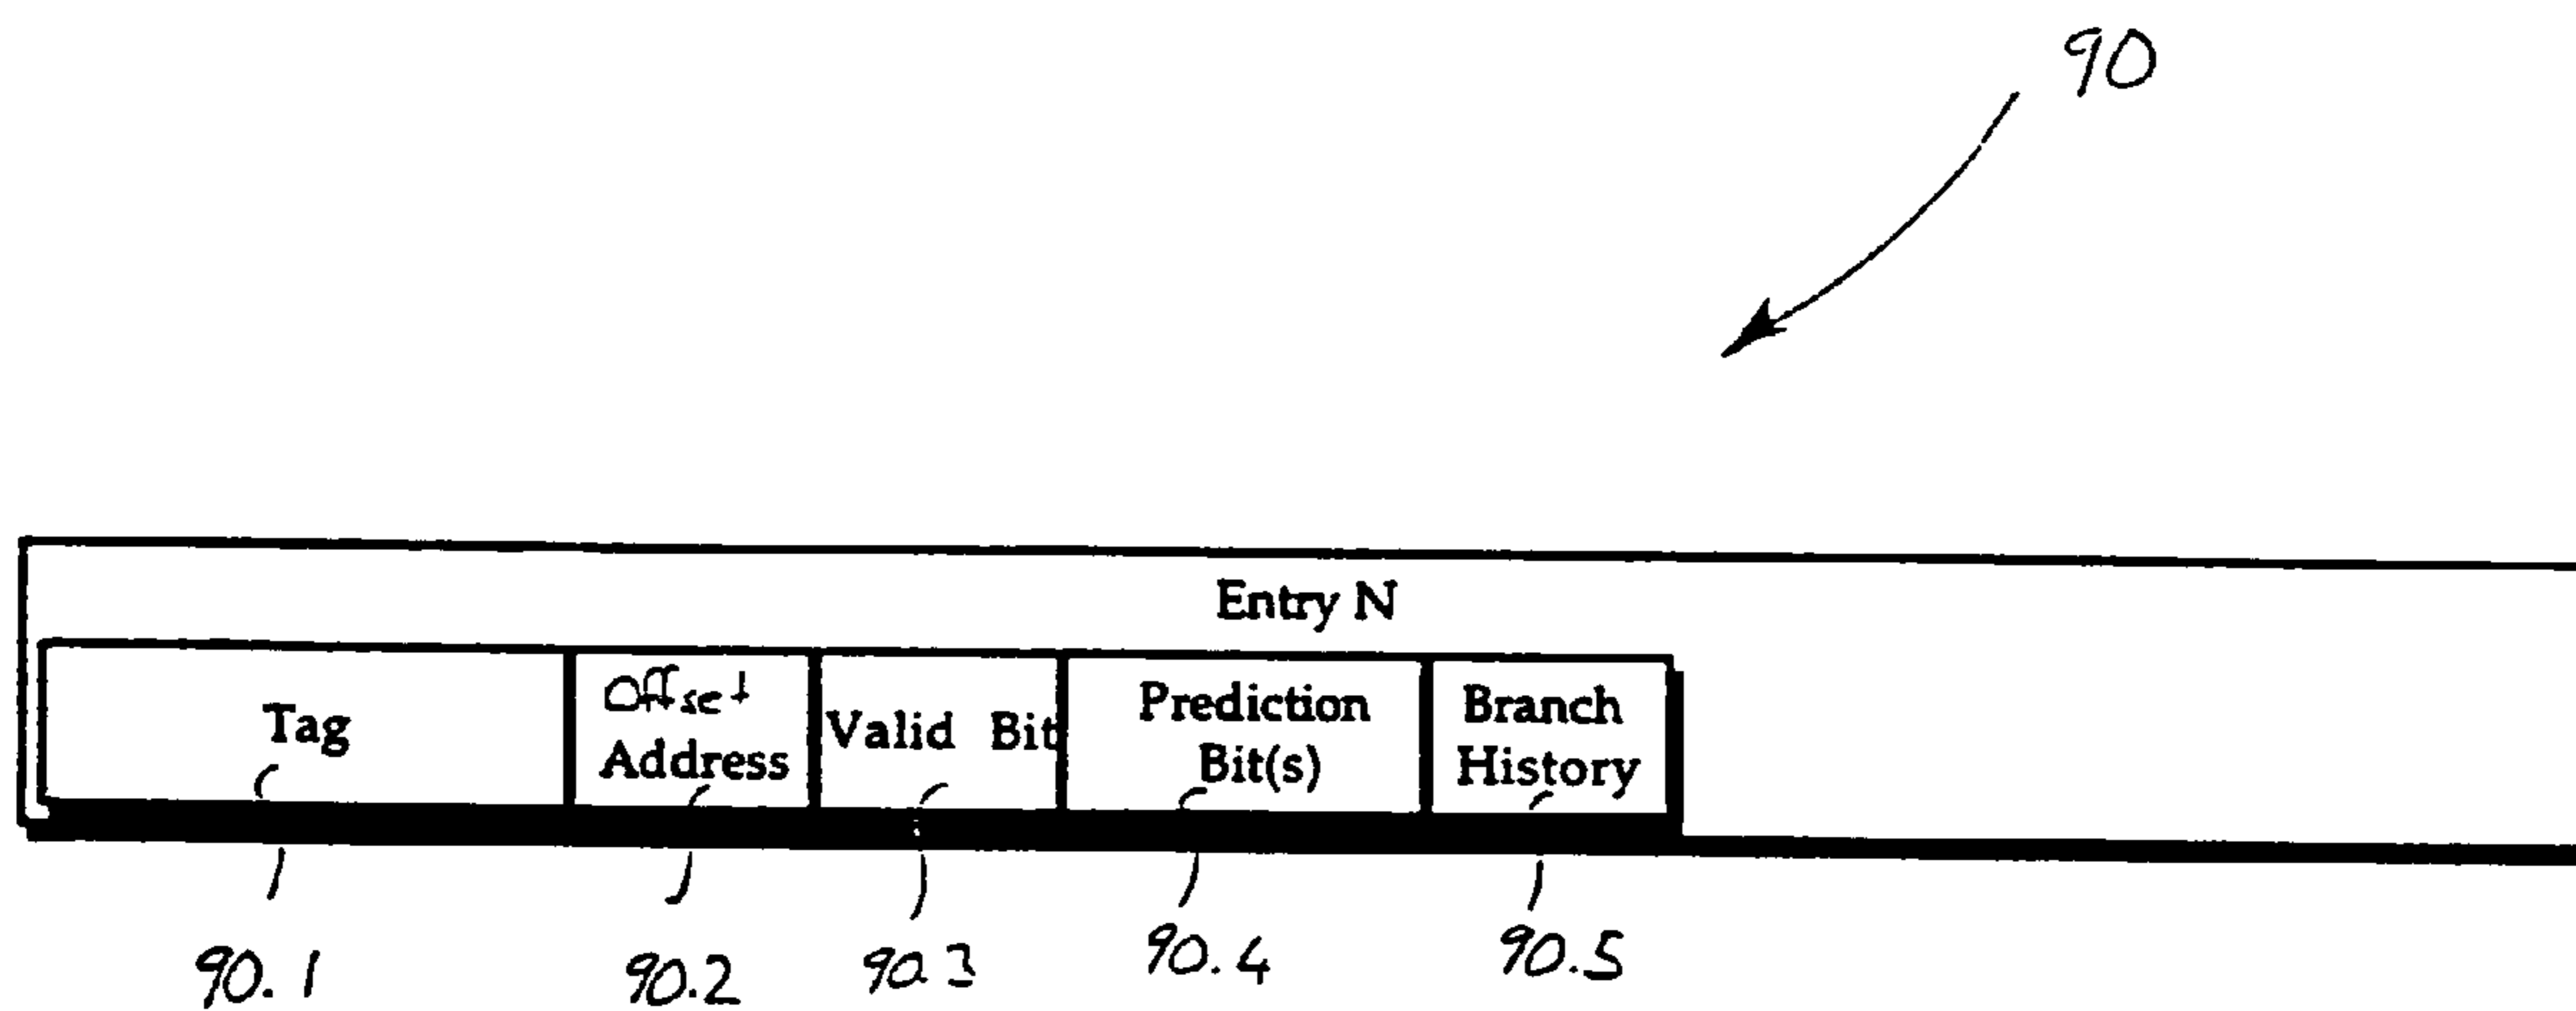 90
Entry N
Tag
Offset
Address
Valid Bit
Prediction
Bit(s)
Branch
History
90.1
90.2
90.3
90.4
90.5